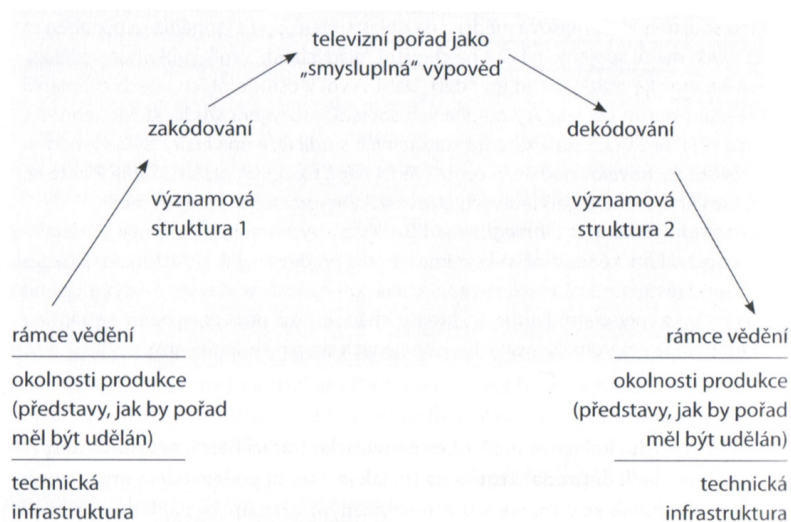 televizní pořad jako
„smysluplná“ výpověď
zakódování
dekódování
významová
struktura 1
významová
struktura 2
rámce vědění
okolnosti produkce
(představy, jak by pořad
měl být udělán)
technická
infrastruktura
rámce vědění
okolnosti produkce
(představy, jak by pořad
měl být udělán)
technická
infrastruktura